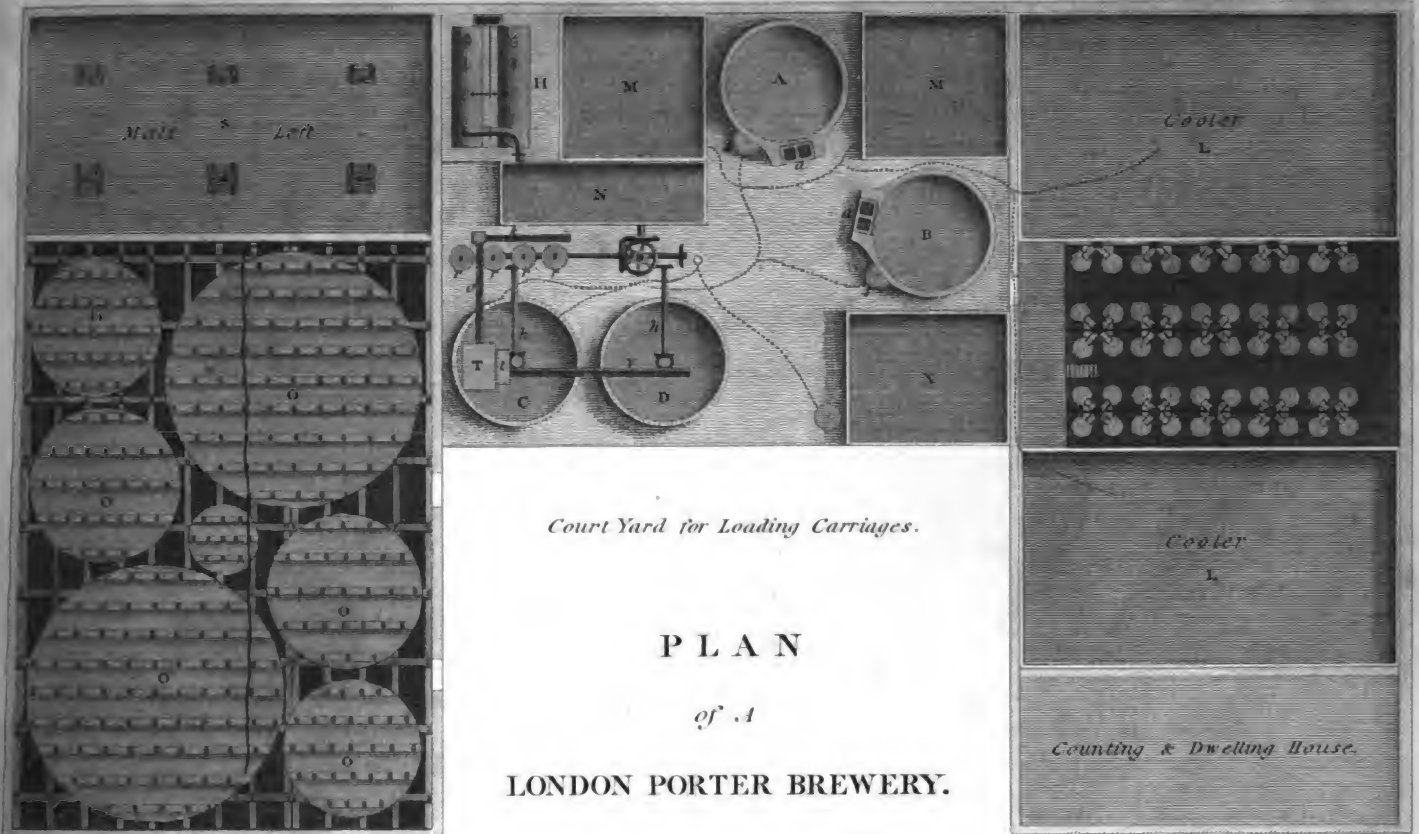 Malt S Loft
H
M
A
a
M
Cooler
L
N
B
a
h
h
T
t
F
C
D
X
O
O
O
O
O
Court Yard for Loading Carriages.
PLAN
of A
LONDON PORTER BREWERY.
Cooler
L
Counting & Dwelling House.